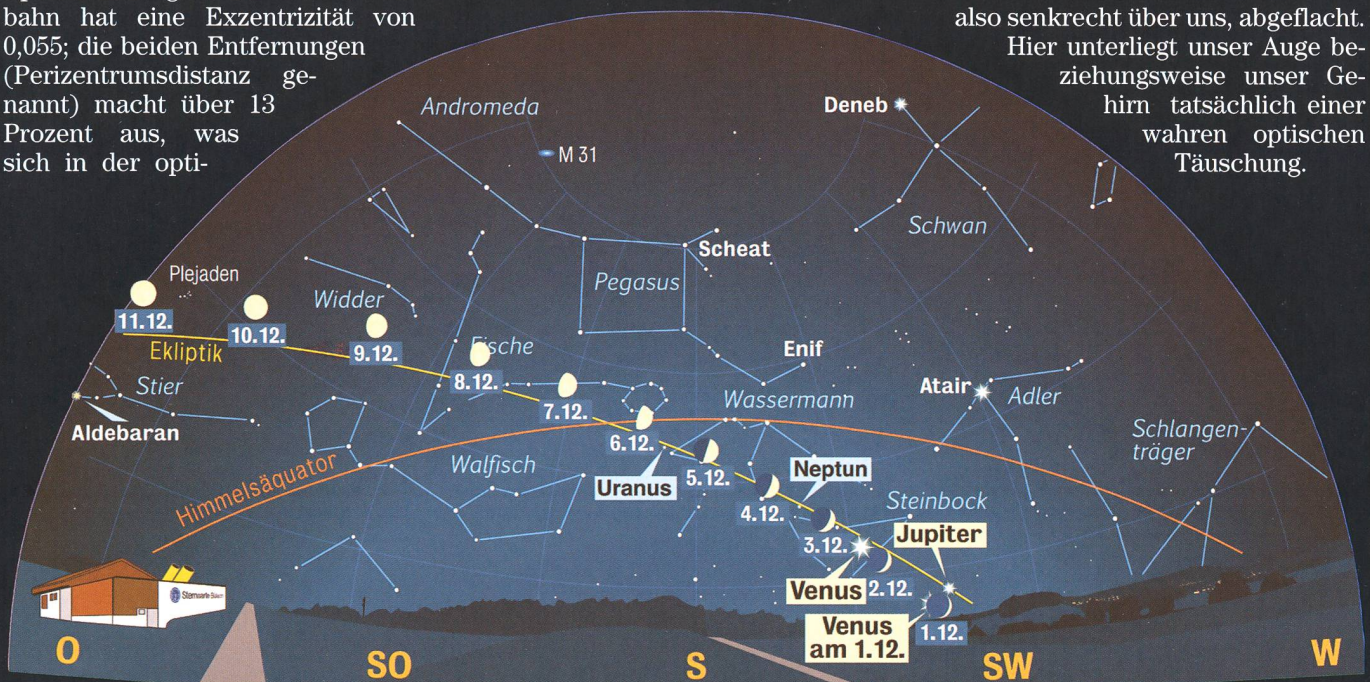 bahn hat eine Exzentrizität von
0,055; die beiden Entfernungen
(Perizentrumsdistanz ge-
nannt) macht über 13
Prozent aus, was
sich in der opti-
also senkrecht über uns, abgeflacht.
Hier unterliegt unser Auge be-
ziehungsweise unser Ge-
hirn tatsächlich einer
wahren optischen
Täuschung.
Andromeda
M 31
Deneb
Schwan
Scheat
Pegasus
Plejaden
Widder
11.12.
10.12.
9.12.
Ekliptik
Fische
8.12.
Enif
Stier
7.12.
Wassermann
Atair
Adler
Aldebaran
6.12.
Schlangen-
träger
Himmelsäquator
Walfisch
5.12.
Neptun
Uranus
4.12.
Steinbock
3.12.
Jupiter
Venus
2.12.
Venus
am 1.12.
1.12.
Sternwarte
O
SO
S
SW
W